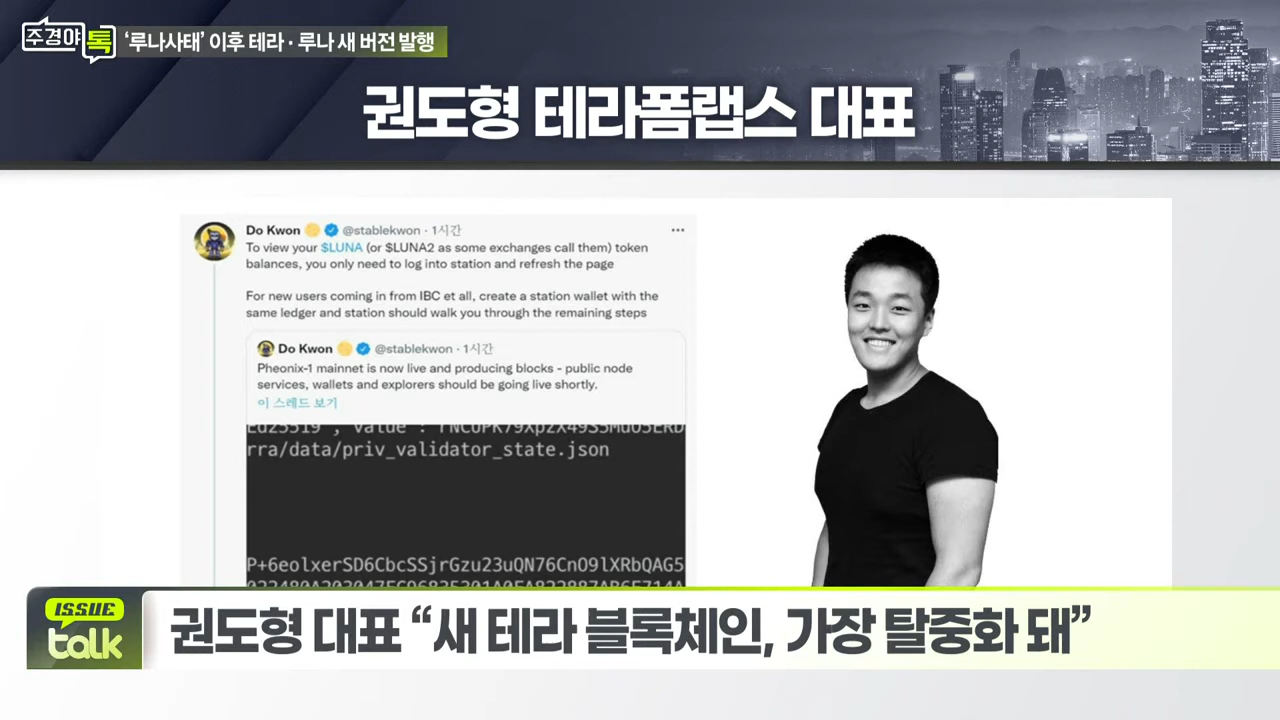 주경야톡
‘루나사태’ 이후 테라·루나 새 버전 발행
권도형 테라폼랩스 대표
Do Kwon @stablekwon · 1시간
To view your $LUNA (or $LUNA2 as some exchanges call them) token
balances, you only need to log into station and refresh the page
For new users coming in from IBC et all, create a station wallet with the
same ledger and station should walk you through the remaining steps
Do Kwon @stablekwon · 1시간
Pheonix-1 mainnet is now live and producing blocks - public node
services, wallets and explorers should be going live shortly.
이 스레드 보기
rra/data/priv_validator_state.json
P+6eolxerSD6CbcSSjrGzu23uQN76CnO9lXRbQAG5
ISSUE
talk
권도형 대표 “새 테라 블록체인, 가장 탈중화 돼”